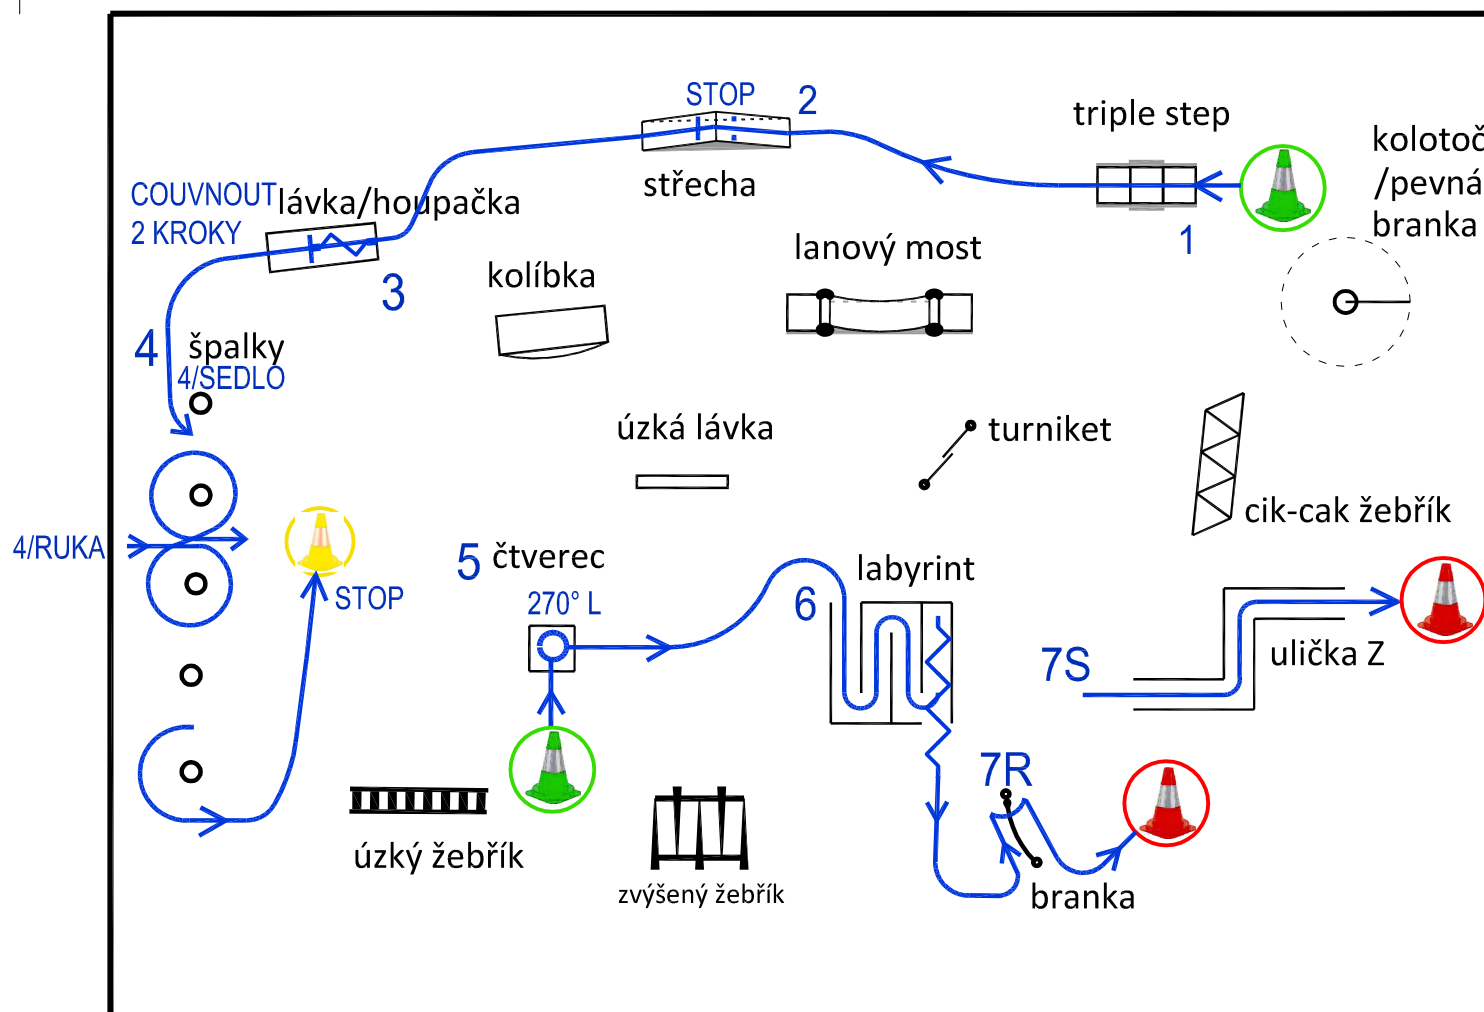 STOP
2
triple step
kolotoč
/pevná
branka
střecha
COUVNOUT
2 KROKY
lávka/houpačka
1
lanový most
kolíbka
3
4
špalky
4/SEDLO
úzká lávka
turniket
cik-cak žebřík
4/RUKA
5
čtverec
270° L
labyrint
6
STOP
7S
ulička Z
7R
úzký žebřík
zvýšený žebřík
branka